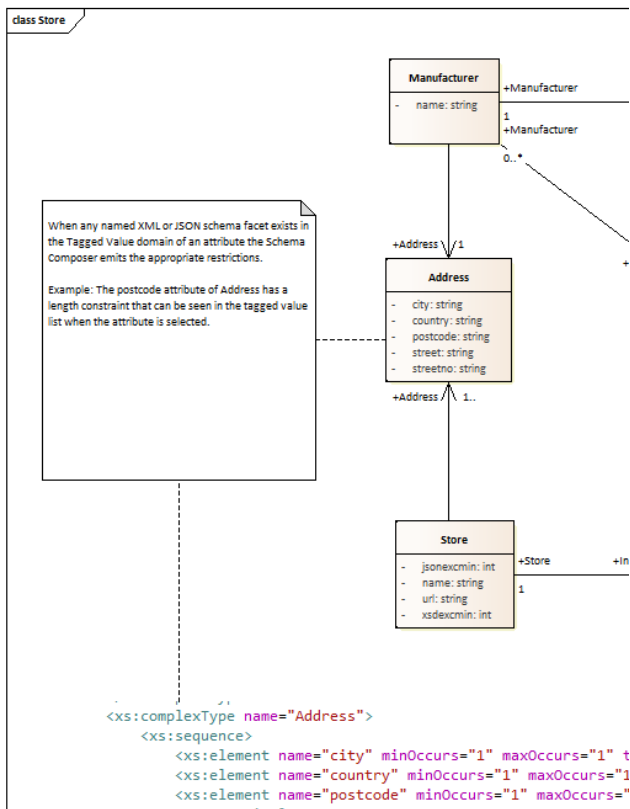 class Store
Manufacturer
- name: string
+Manufacturer
1
+Manufacturer
0..*
When any named XML or JSON schema facet exists in
the Tagged Value domain of an attribute the Schema
Composer emits the appropriate restrictions.
Example: The postcode attribute of Address has a
length constraint that can be seen in the tagged value
list when the attribute is selected.
+Address 1
Address
- city: string
- country: string
- postcode: string
- street: string
- streetno: string
+Address 1..
+
Store
- jsonexcmin: int
- name: string
- url: string
- xsdexcmin: int
+Store
1
+In
<xs:complexType name="Address">
<xs:sequence>
<xs:element name="city" minOccurs="1" maxOccurs="1" t
<xs:element name="country" minOccurs="1" maxOccurs="1
<xs:element name="postcode" minOccurs="1" maxOccurs="